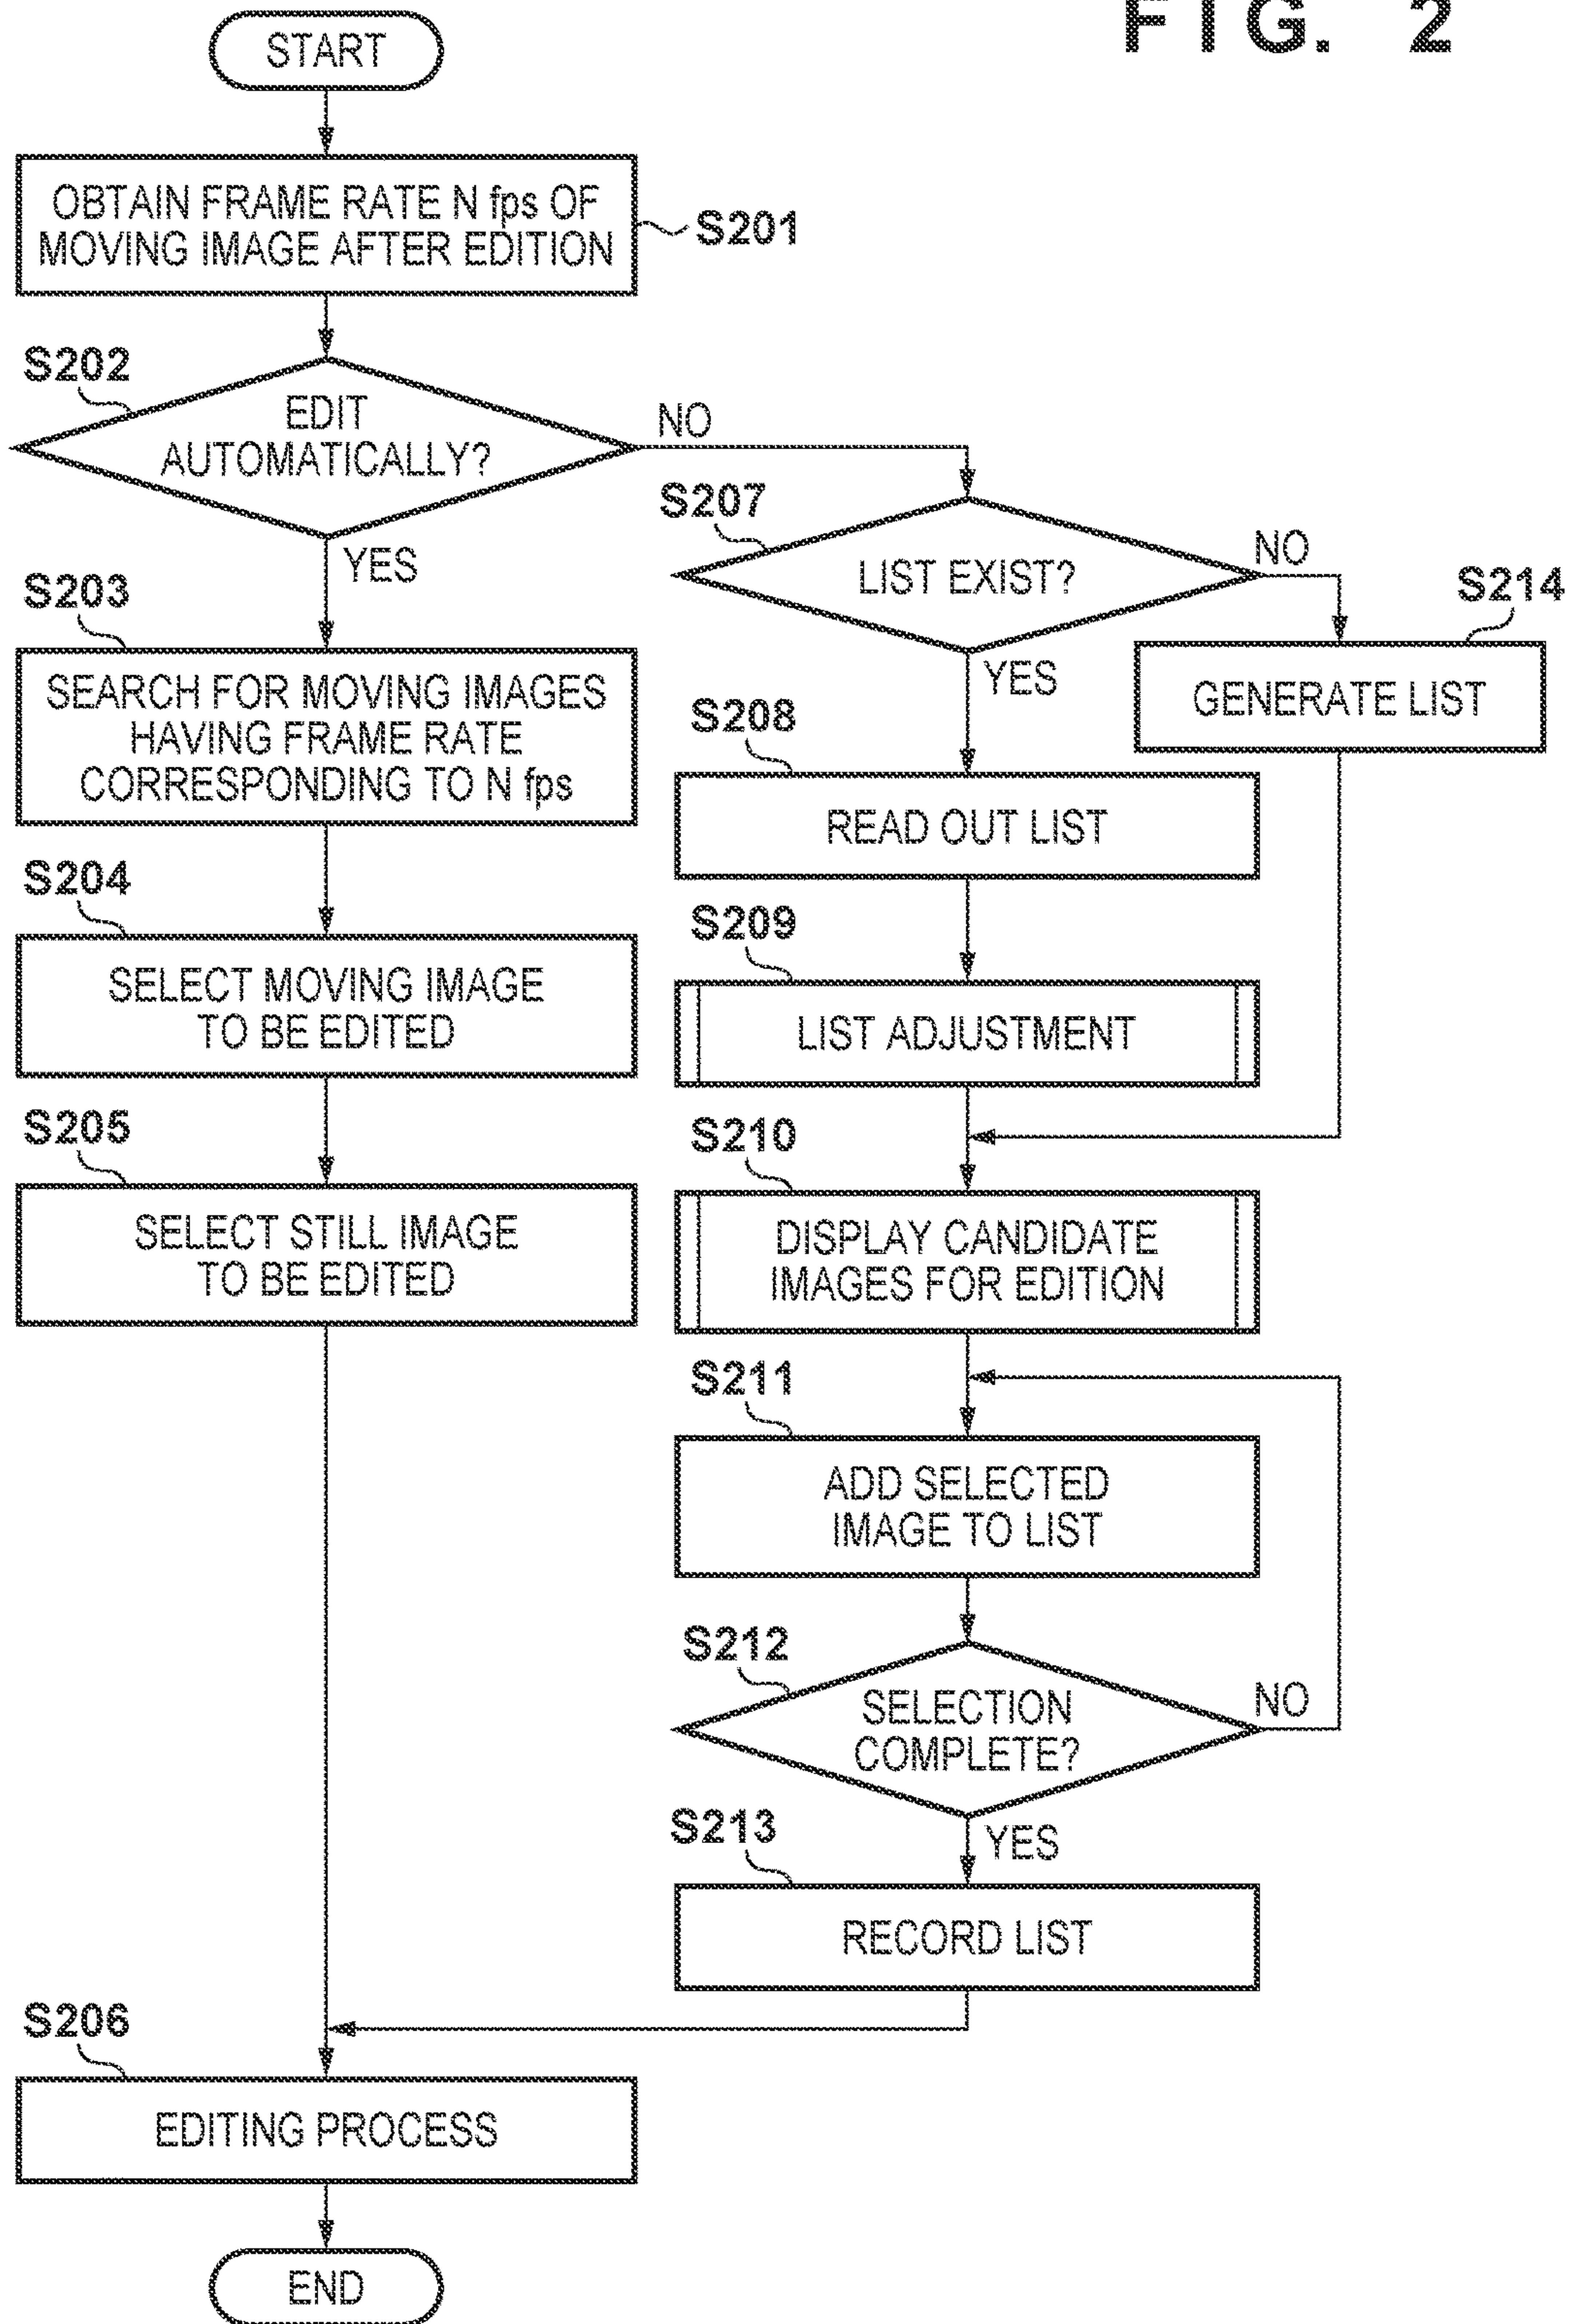 FIG. 2
START
OBTAIN FRAME RATE N fps OF
MOVING IMAGE AFTER EDITION
S201
S202
EDIT
AUTOMATICALLY?
NO
YES
S203
SEARCH FOR MOVING IMAGES
HAVING FRAME RATE
CORRESPONDING TO N fps
S204
SELECT MOVING IMAGE
TO BE EDITED
S205
SELECT STILL IMAGE
TO BE EDITED
S207
LIST EXIST?
NO
YES
S214
GENERATE LIST
S208
READ OUT LIST
S209
LIST ADJUSTMENT
S210
DISPLAY CANDIDATE
IMAGES FOR EDITION
S211
ADD SELECTED
IMAGE TO LIST
S212
SELECTION
COMPLETE?
NO
YES
S213
RECORD LIST
S206
EDITING PROCESS
END